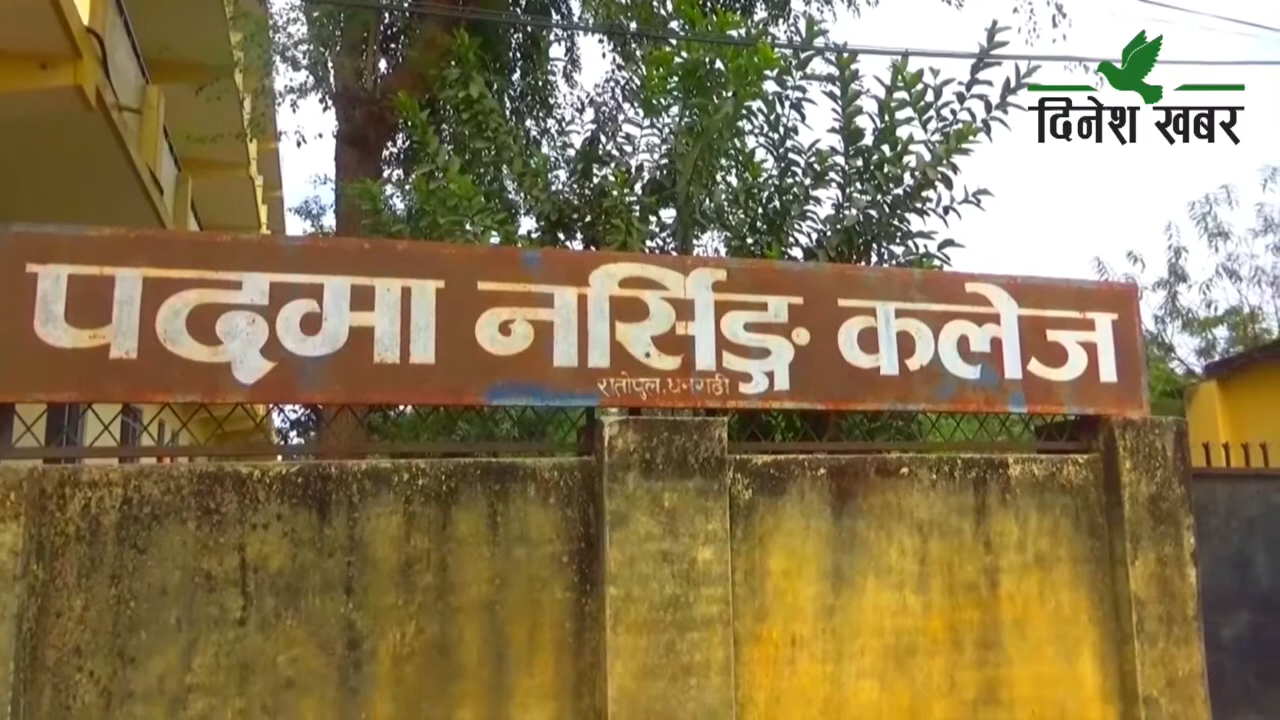 दिनेश खबर
पदमा नर्सिङ्ग कलेज
रातोपुल, धनगढी